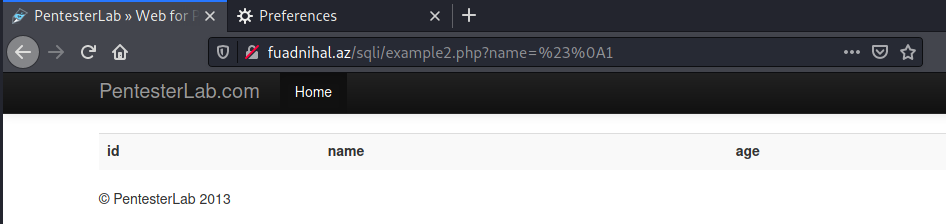 PentesterLab » Web for P
Preferences
fuadnihal.az/sqli/example2.php?name=%23%0A1
PentesterLab.com Home
id name age
© PentesterLab 2013